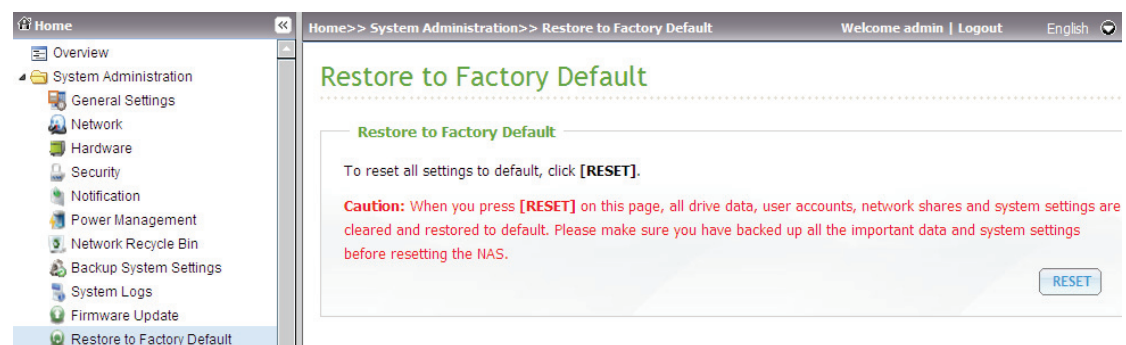 Home
Home>> System Administration>> Restore to Factory Default
Welcome admin | Logout
English
Overview
System Administration
General Settings
Network
Hardware
Security
Notification
Power Management
Network Recycle Bin
Backup System Settings
System Logs
Firmware Update
Restore to Factory Default
Restore to Factory Default
Restore to Factory Default
To reset all settings to default, click [RESET].
Caution: When you press [RESET] on this page, all drive data, user accounts, network shares and system settings are
cleared and restored to default. Please make sure you have backed up all the important data and system settings
before resetting the NAS.
RESET